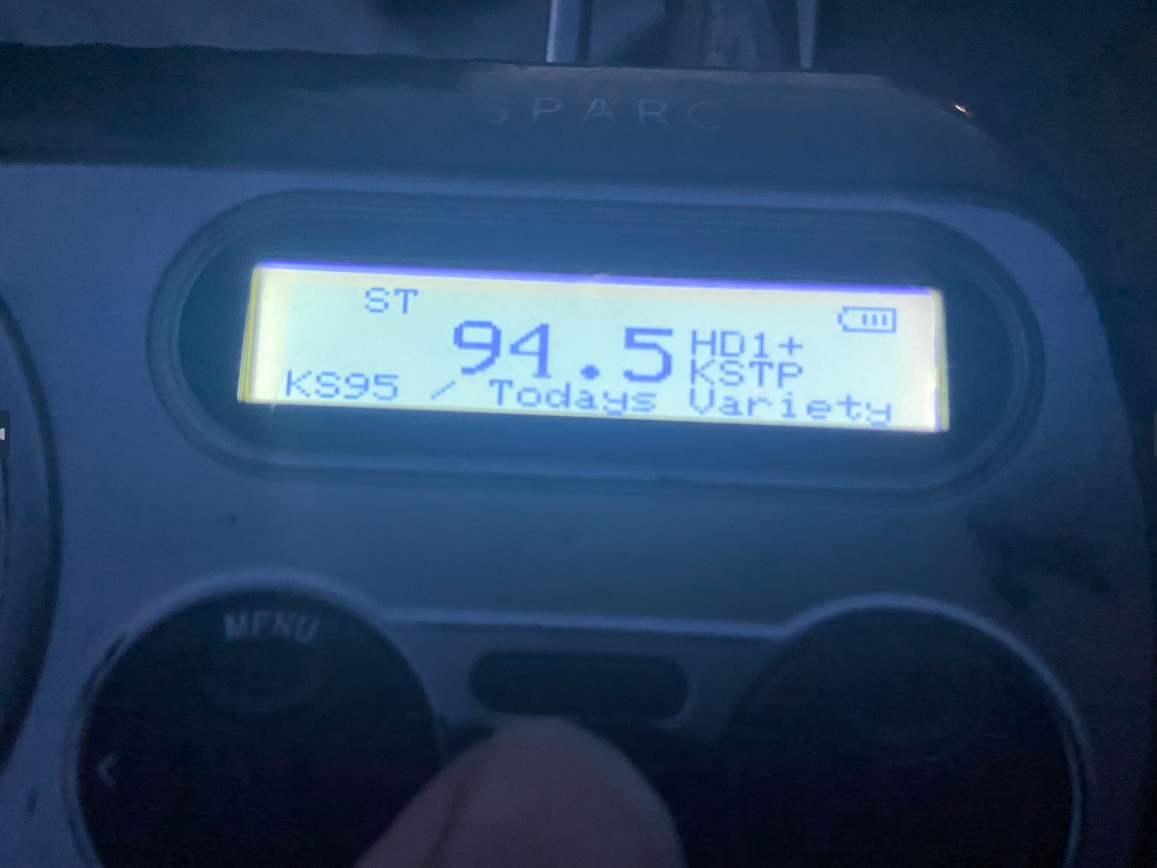 SPARC
ST
94.5 HD1+
KSTP
KS95 / Todays Variety
MENU
<